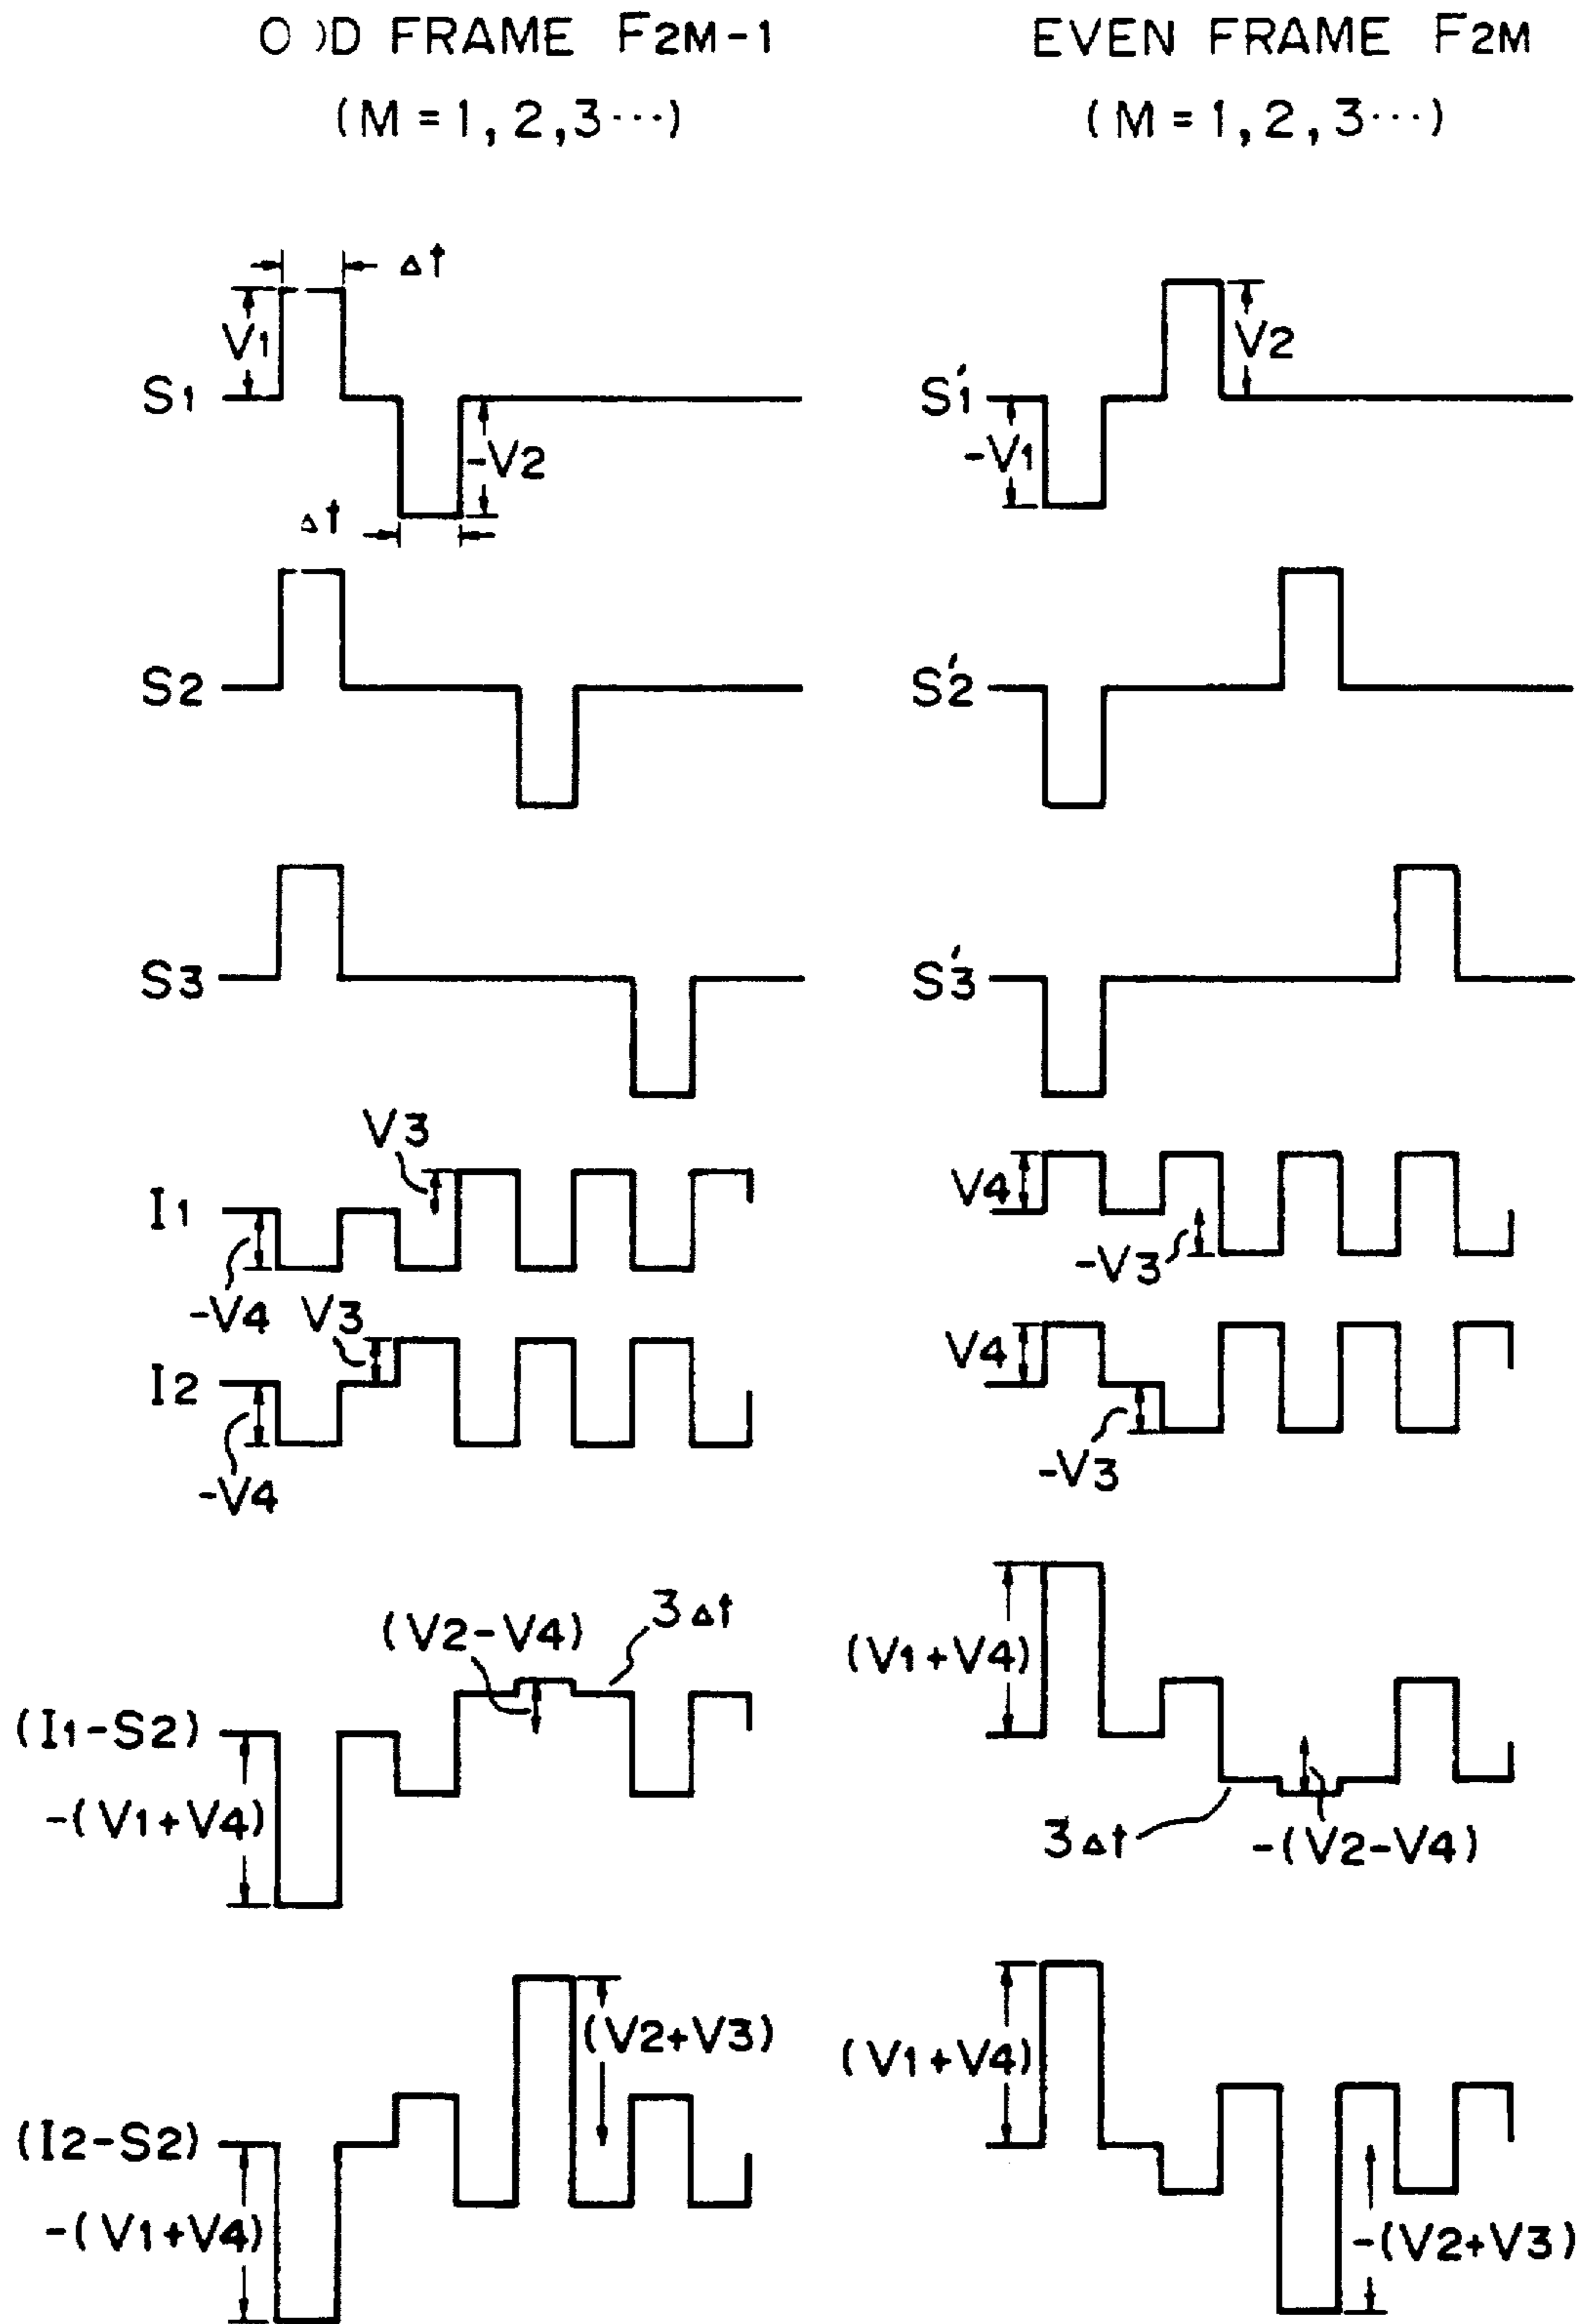 O)D FRAME F2M-1
(M=1,2,3···)
EVEN FRAME F2M
(M=1,2,3···)
Δt
V1
S1
-V2
Δt
V2
S'1
-V1
S2
S'2
S3
S'3
V3
I1
-V4
V4
-V3
V3
I2
-V4
V4
-V3
(V2-V4)
3Δt
(I1-S2)
-(V1+V4)
(V1+V4)
3Δt
-(V2-V4)
(V2+V3)
(I2-S2)
-(V1+V4)
(V1+V4)
-(V2+V3)